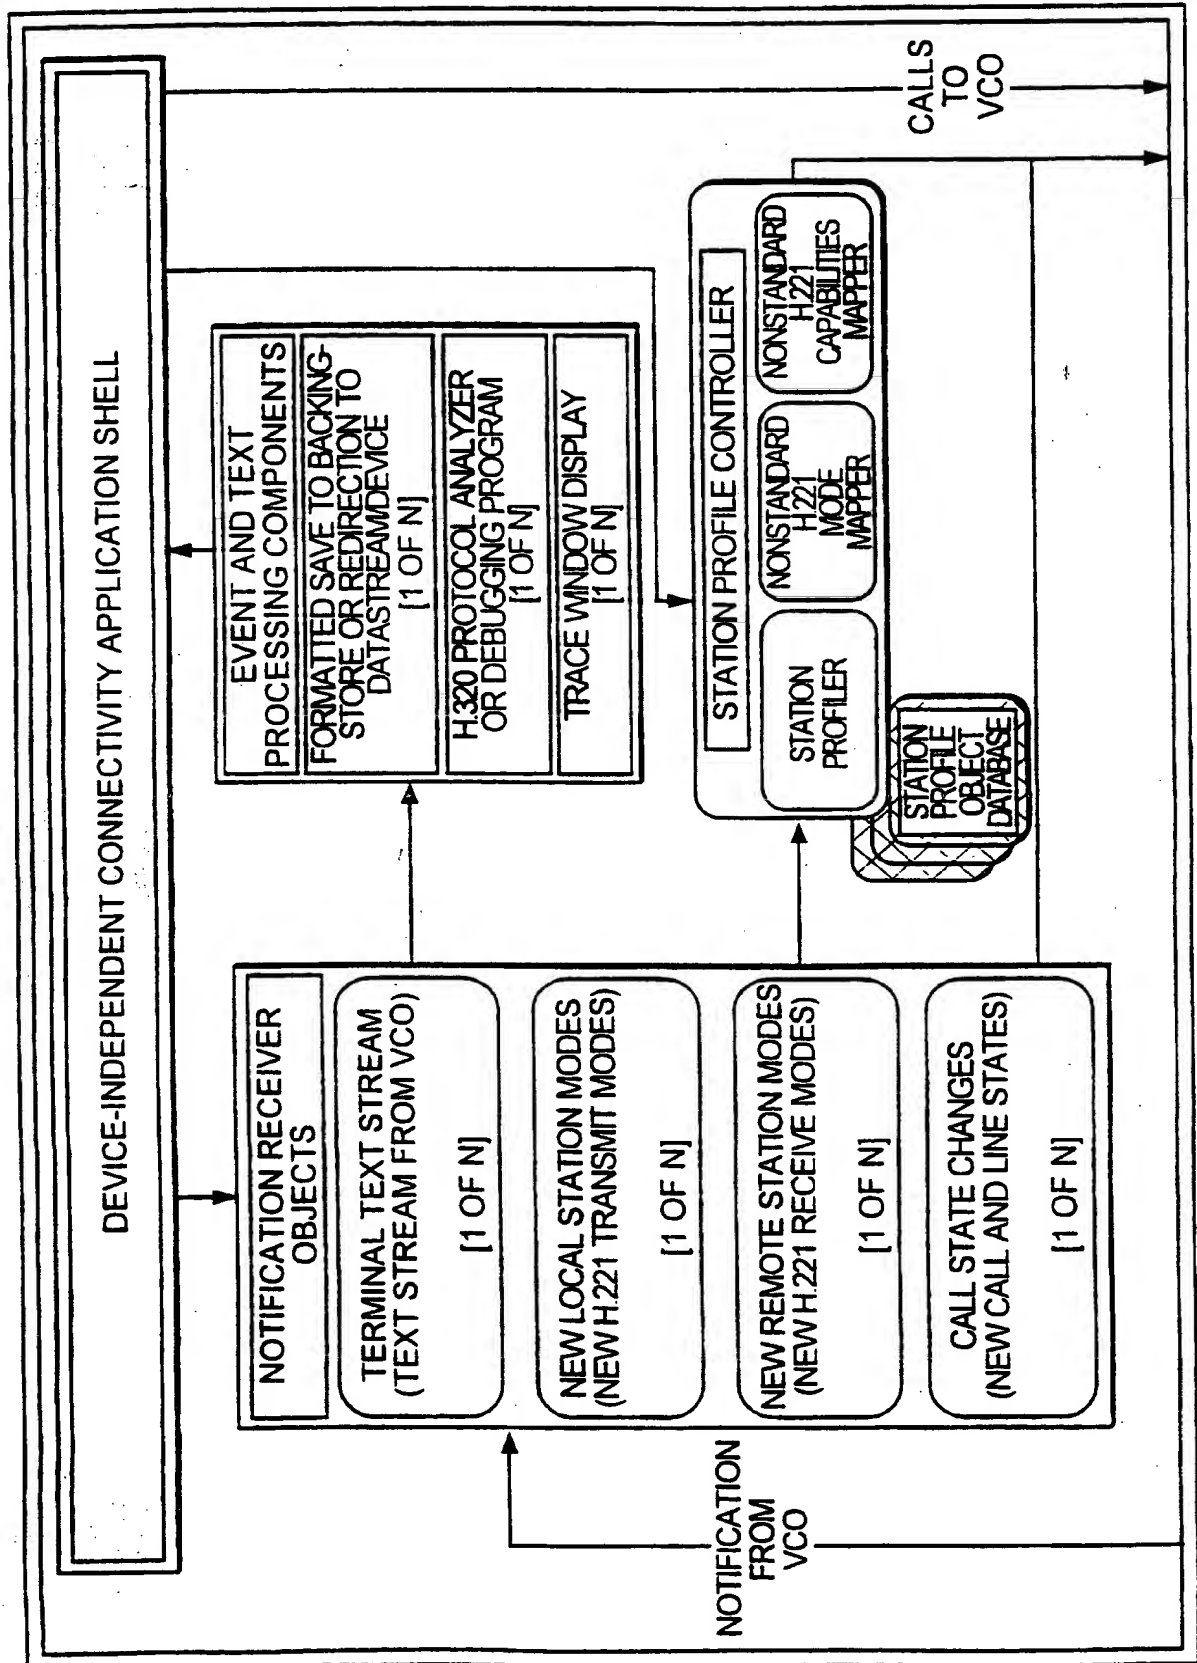 DEVICE-INDEPENDENT CONNECTIVITY APPLICATION SHELL
NOTIFICATION RECEIVER
OBJECTS
TERMINAL TEXT STREAM
(TEXT STREAM FROM VCO)
[1 OF N]
NEW LOCAL STATION MODES
(NEW H.221 TRANSMIT MODES)
[1 OF N]
NEW REMOTE STATION MODES
(NEW H.221 RECEIVE MODES)
[1 OF N]
CALL STATE CHANGES
(NEW CALL AND LINE STATES)
[1 OF N]
NOTIFICATION
FROM
VCO
EVENT AND TEXT
PROCESSING COMPONENTS
FORMATTED SAVE TO BACKING-
STORE OR REDIRECTION TO
DATASTREAM/DEVICE
[1 OF N]
H.320 PROTOCOL ANALYZER
OR DEBUGGING PROGRAM
[1 OF N]
TRACE WINDOW DISPLAY
[1 OF N]
STATION PROFILE CONTROLLER
STATION
PROFILER
NONSTANDARD
H.221
MODE
MAPPER
NONSTANDARD
H.221
CAPABILITIES
MAPPER
STATION
PROFILE
OBJECT
DATABASE
CALLS
TO
VCO